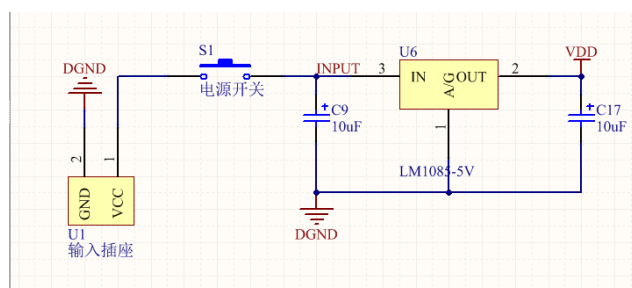 S1
DGND
电源开关
INPUT
3
U6
IN
A/G
OUT
2
VDD
C9
10uF
1
C17
10uF
LM1085-5V
2
1
GND
VCC
U1
输入插座
DGND